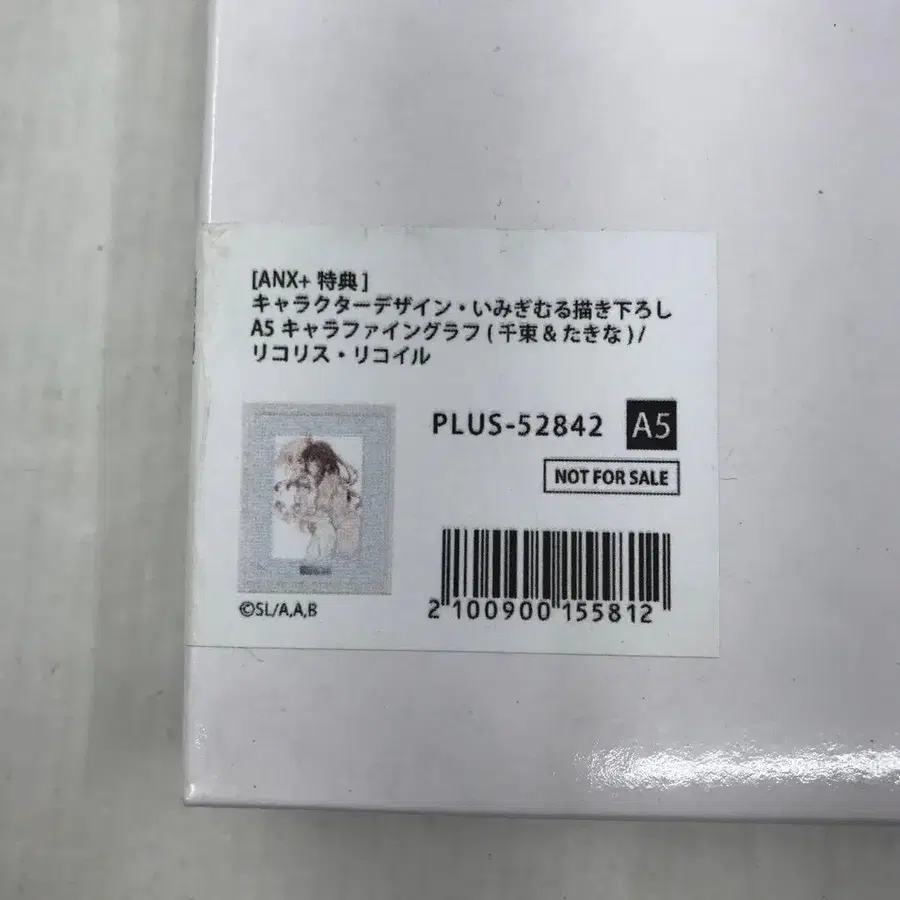 [ANX+ 特典]
キャラクターデザイン・いみぎむる描き下ろし
A5 キャラファイングラフ (千束 & たきな) /
リコリス・リコイル
PLUS-52842 A5
NOT FOR SALE
2 100900 155812
©SL/A,A,B